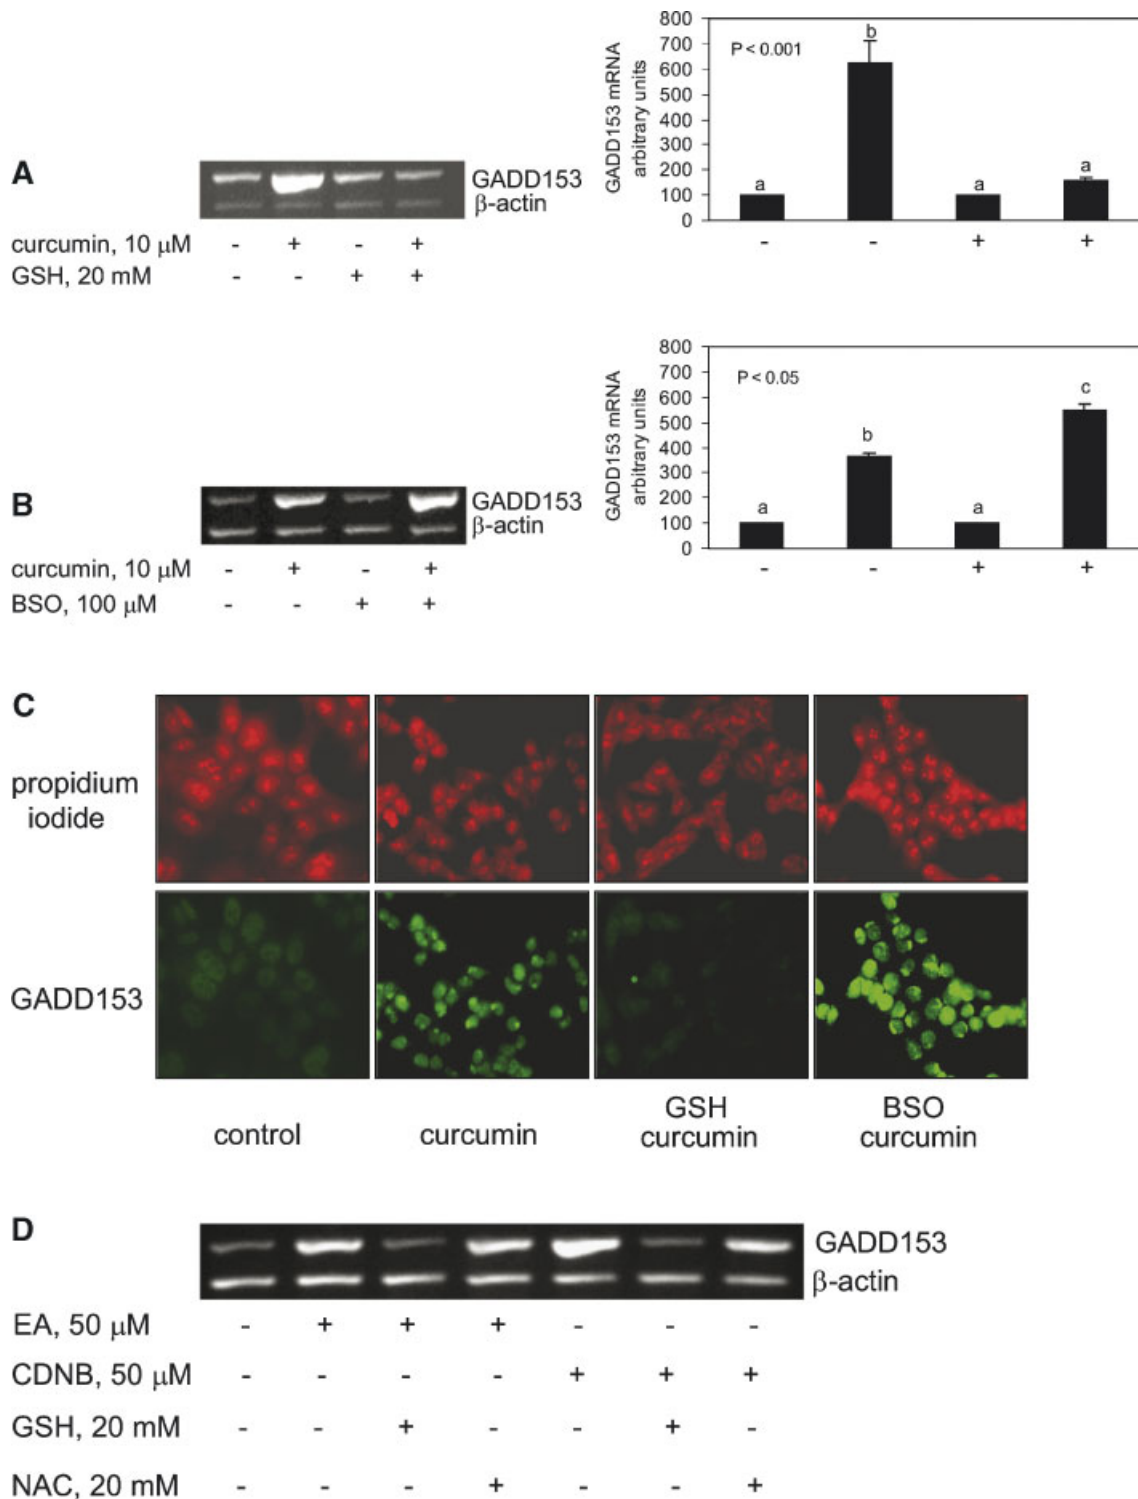 A
GADD153
β-actin
curcumin, 10 μM - + - +
GSH, 20 mM - - + +
GADD153 mRNA
arbitrary units
800
700
600
500
400
300
200
100
0
P < 0.001
a b a a
- - + +
B
GADD153
β-actin
curcumin, 10 μM - + - +
BSO, 100 μM - - + +
GADD153 mRNA
arbitrary units
800
700
600
500
400
300
200
100
0
P < 0.05
a b a c
- - + +
C
propidium
iodide
GADD153
control
curcumin
GSH
curcumin
BSO
curcumin
D
GADD153
β-actin
EA, 50 μM - + + + - - -
CDNB, 50 μM - - - - + + +
GSH, 20 mM - - + - - + -
NAC, 20 mM - - - + - - +